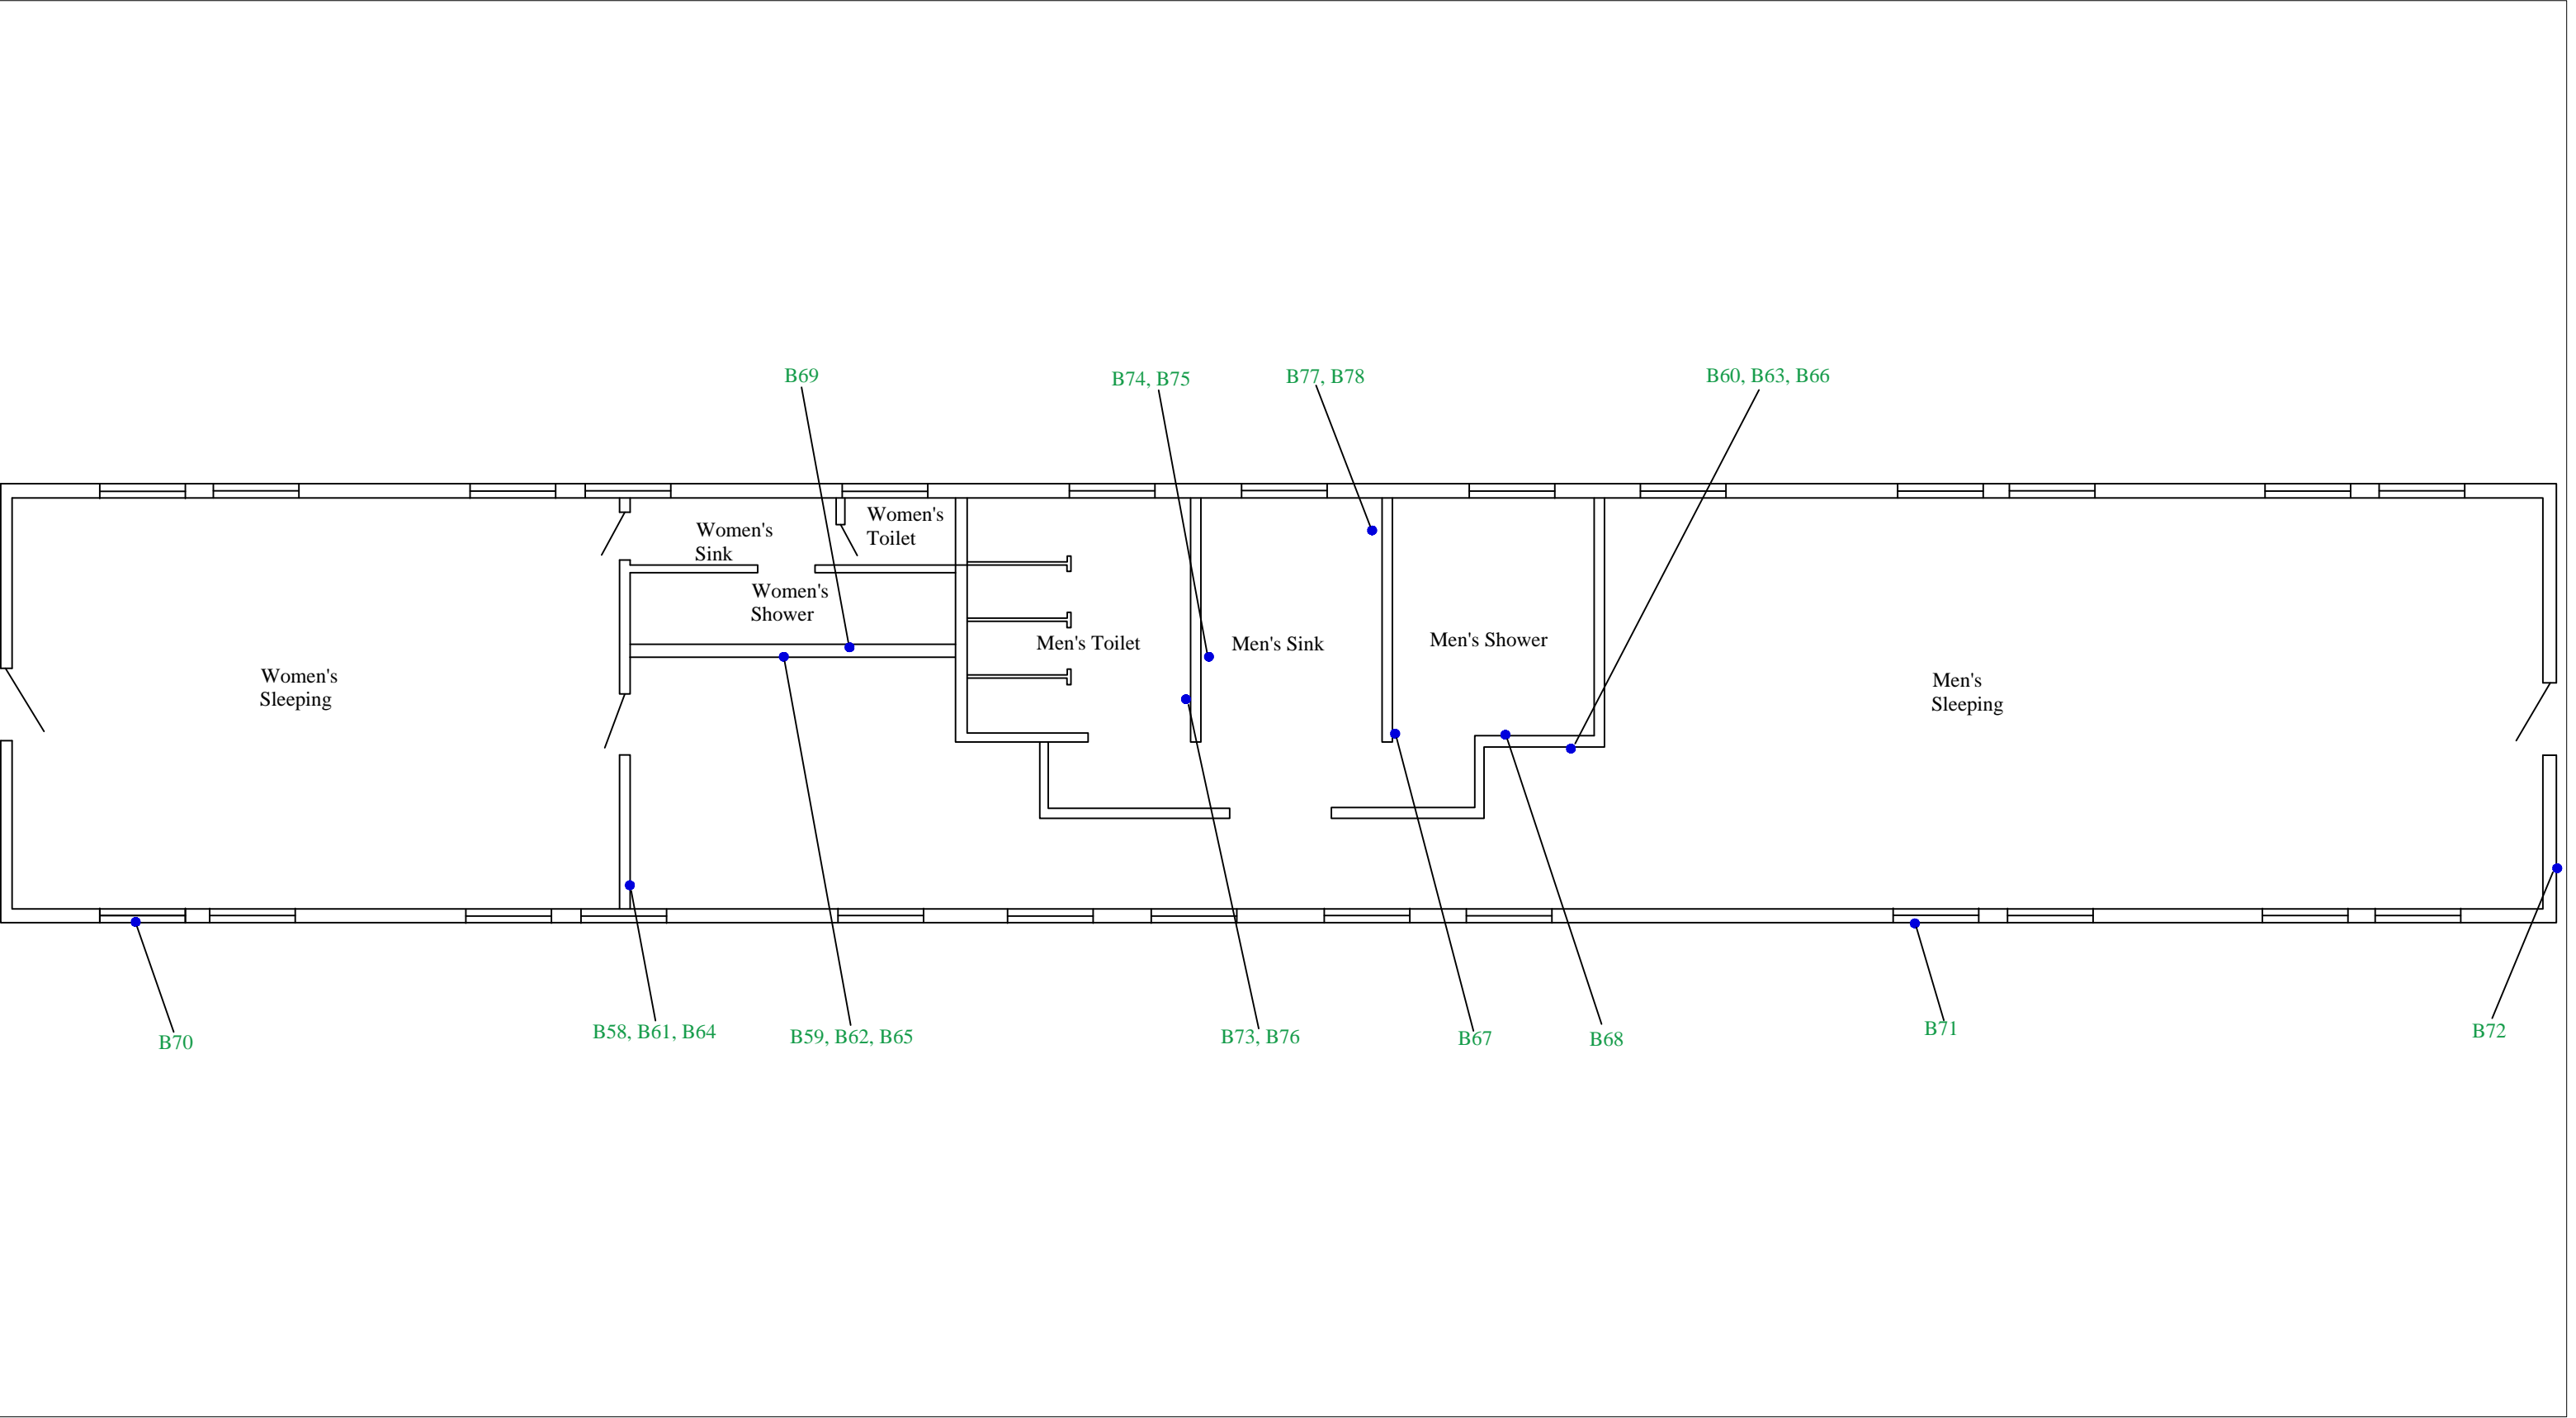 B69
B74, B75
B77, B78
B60, B63, B66
Women's
Sink
Women's
Toilet
Women's
Shower
Men's Toilet
Men's Sink
Men's Shower
Women's
Sleeping
Men's
Sleeping
B70
B58, B61, B64
B59, B62, B65
B73, B76
B67
B68
B71
B72